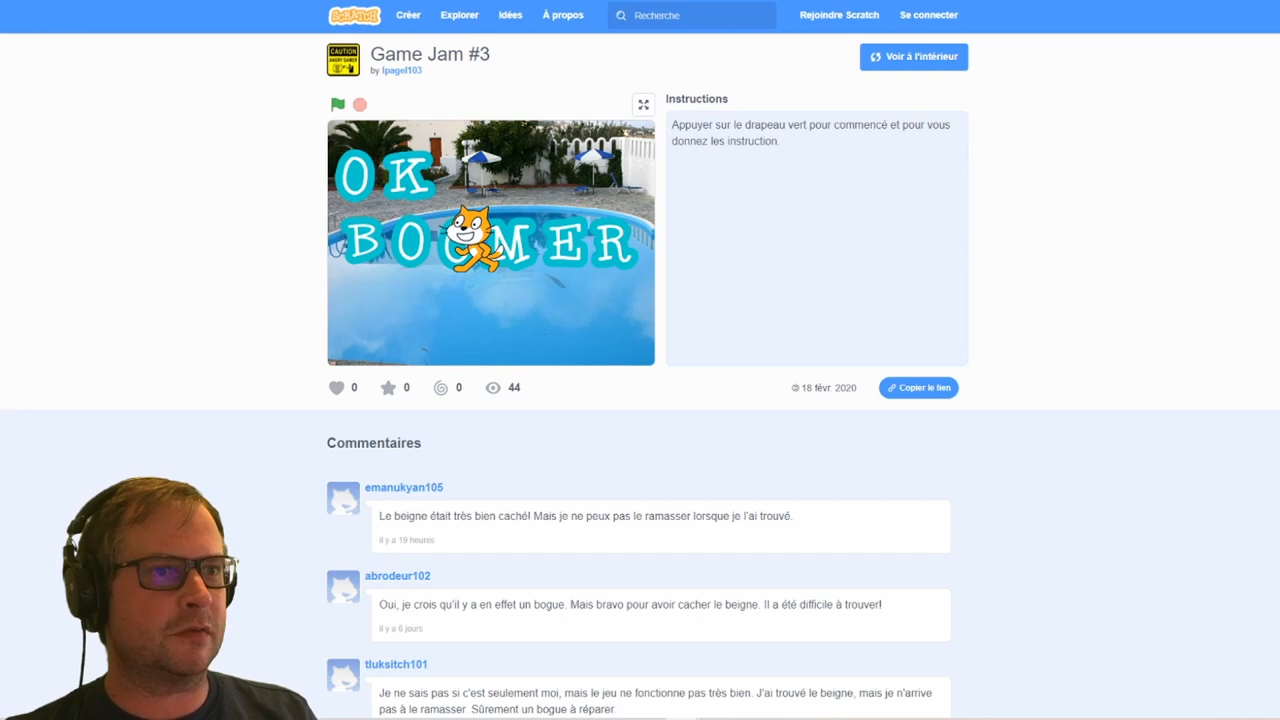 SCRATCH
Créer
Explorer
Idées
À propos
Recherche
Rejoindre Scratch
Se connecter
CAUTION
ANGRY GAMER
Game Jam #3
by lpagel103
Voir à l'intérieur
Instructions
Appuyer sur le drapeau vert pour commencé et pour vous
donnez les instruction.
OK
BOOMER
0
0
0
44
© 18 févr. 2020
Copier le lien
Commentaires
emanukyan105
Le beigne était très bien caché! Mais je ne peux pas le ramasser lorsque je l'ai trouvé.
il y a 19 heures
abrodeur102
Oui, je crois qu'il y a en effet un bogue. Mais bravo pour avoir cacher le beigne. Il a été difficile à trouver!
il y a 6 jours
tluksitch101
Je ne sais pas si c'est seulement moi, mais le jeu ne fonctionne pas très bien. J'ai trouvé le beigne, mais je n'arrive
pas à le ramasser. Sûrement un bogue à réparer.